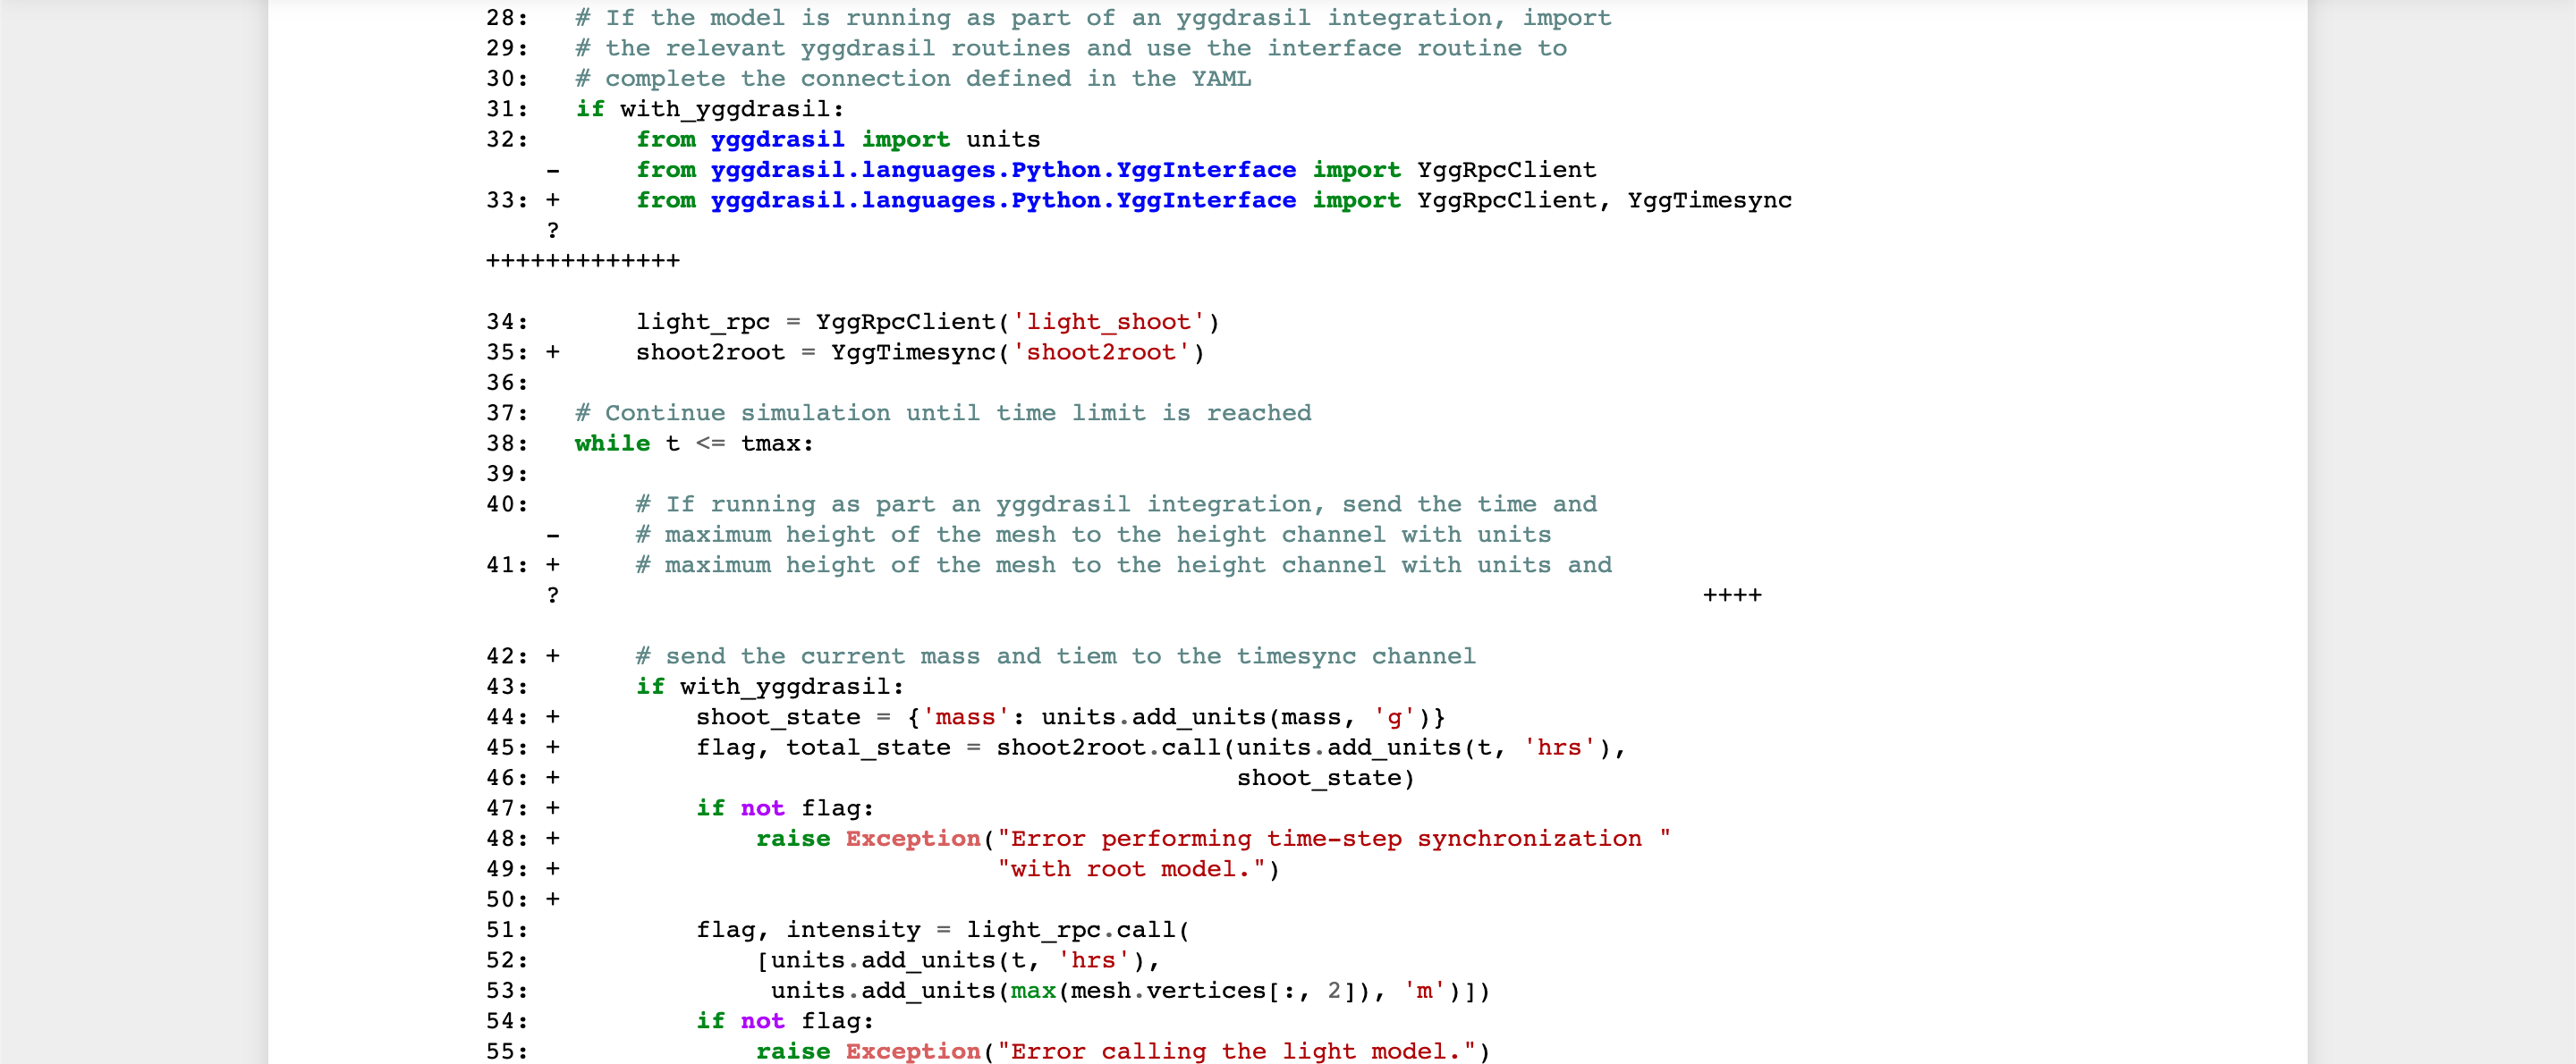 28:   # If the model is running as part of an yggdrasil integration, import
29:   # the relevant yggdrasil routines and use the interface routine to
30:   # complete the connection defined in the YAML
31:   if with_yggdrasil:
32:       from yggdrasil import units
    -     from yggdrasil.languages.Python.YggInterface import YggRpcClient
33: +     from yggdrasil.languages.Python.YggInterface import YggRpcClient, YggTimesync
    ?
+++++++++++++
34:       light_rpc = YggRpcClient('light_shoot')
35: +     shoot2root = YggTimesync('shoot2root')
36:
37:   # Continue simulation until time limit is reached
38:   while t <= tmax:
39:
40:       # If running as part an yggdrasil integration, send the time and
    -     # maximum height of the mesh to the height channel with units
41: +     # maximum height of the mesh to the height channel with units and
    ?                                                                            ++++
42: +     # send the current mass and tiem to the timesync channel
43:       if with_yggdrasil:
44: +         shoot_state = {'mass': units.add_units(mass, 'g')}
45: +         flag, total_state = shoot2root.call(units.add_units(t, 'hrs'),
46: +                                             shoot_state)
47: +         if not flag:
48: +             raise Exception("Error performing time-step synchronization "
49: +                             "with root model.")
50: +
51:           flag, intensity = light_rpc.call(
52:               [units.add_units(t, 'hrs'),
53:                units.add_units(max(mesh.vertices[:, 2]), 'm')])
54:           if not flag:
55:               raise Exception("Error calling the light model.")